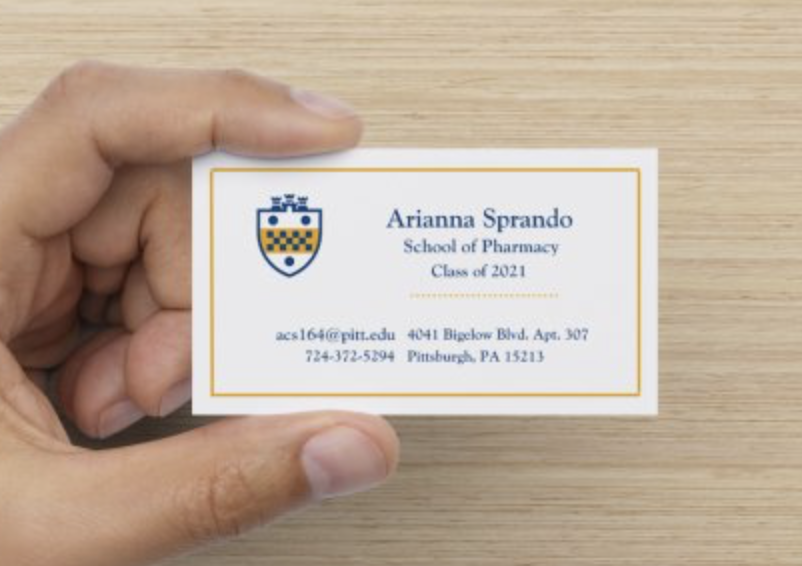 Arianna Sprando
School of Pharmacy
Class of 2021
acs164@pitt.edu 4041 Bigelow Blvd. Apt. 307
724-372-5294 Pittsburgh, PA 15213